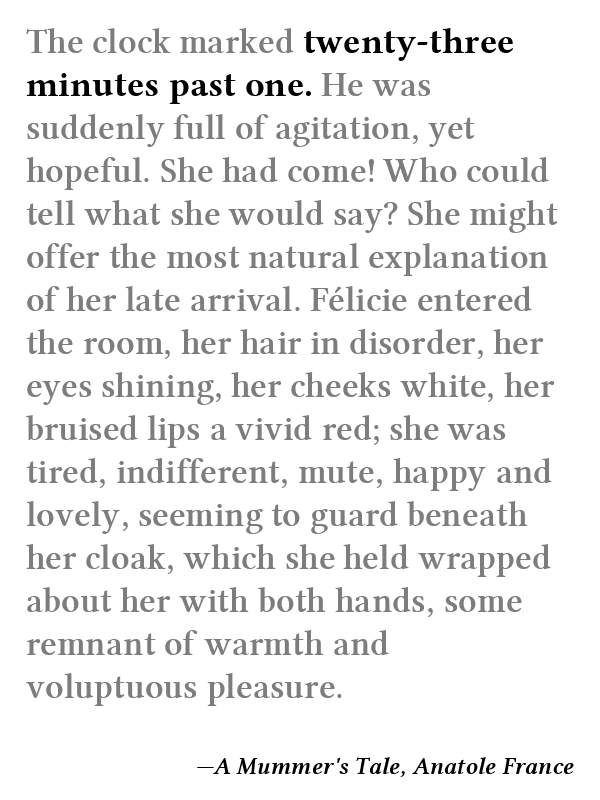 The clock marked twenty-three
minutes past one. He was
suddenly full of agitation, yet
hopeful. She had come! Who could
tell what she would say? She might
offer the most natural explanation
of her late arrival. Félicie entered
the room, her hair in disorder, her
eyes shining, her cheeks white, her
bruised lips a vivid red; she was
tired, indifferent, mute, happy and
lovely, seeming to guard beneath
her cloak, which she held wrapped
about her with both hands, some
remnant of warmth and
voluptuous pleasure.
—A Mummer's Tale, Anatole France